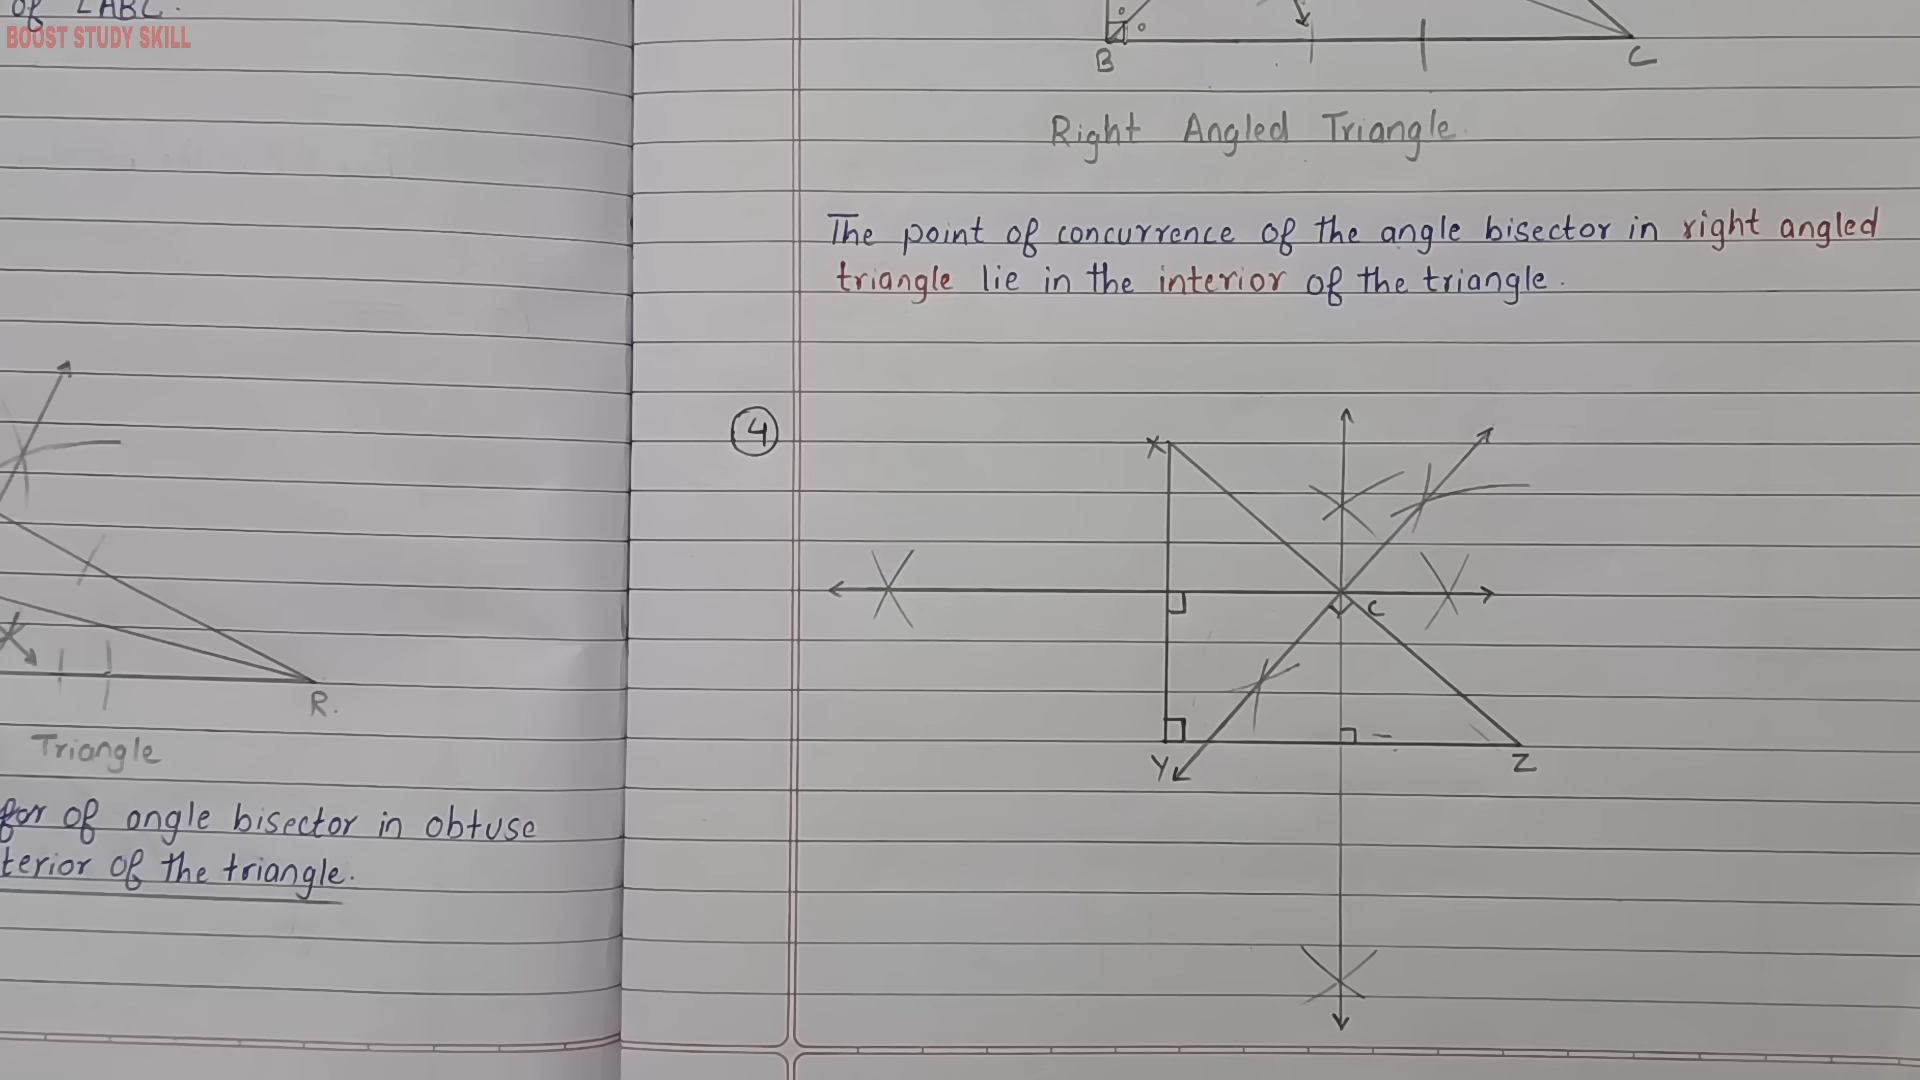 of ∠ABC.
BOOST STUDY SKILL
R.
Triangle
of angle bisector in obtuse
terior of the triangle.
B
C
Right Angled Triangle.
The point of concurrence of the angle bisector in right angled
triangle lie in the interior of the triangle.
4
X
C
Y
Z